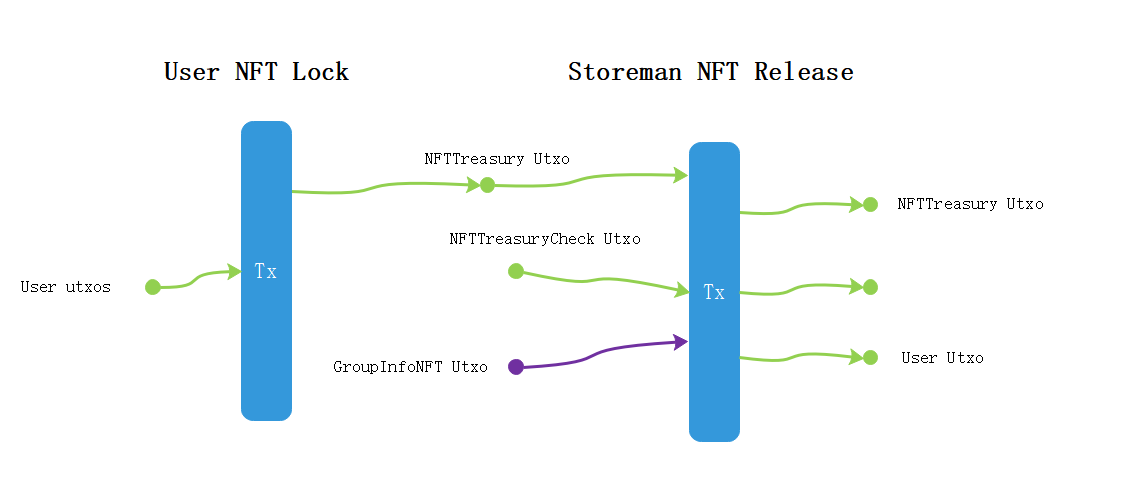 User NFT Lock
Storeman NFT Release
NFTTreasury Utxo
NFTTreasury Utxo
NFTTreasuryCheck Utxo
Tx
User utxos
Tx
User Utxo
GroupInfoNFT Utxo